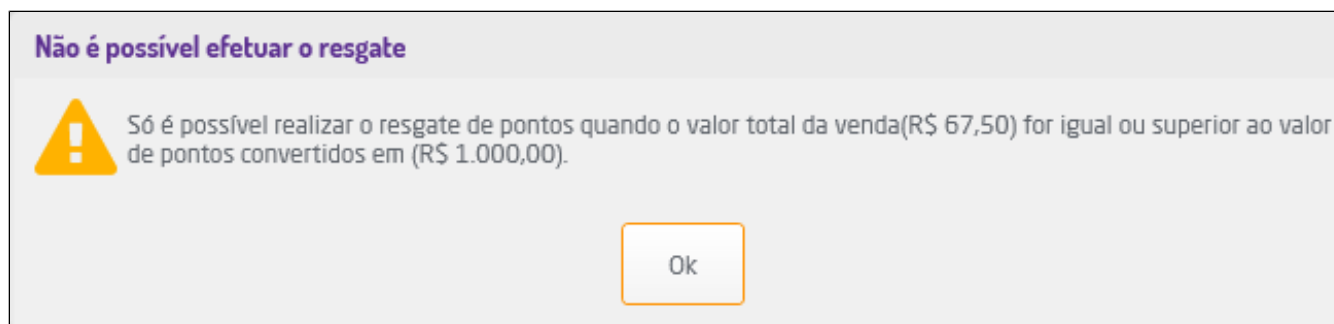 Não é possível efetuar o resgate
Só é possível realizar o resgate de pontos quando o valor total da venda(R$ 67,50) for igual ou superior ao valor
de pontos convertidos em (R$ 1.000,00).
Ok